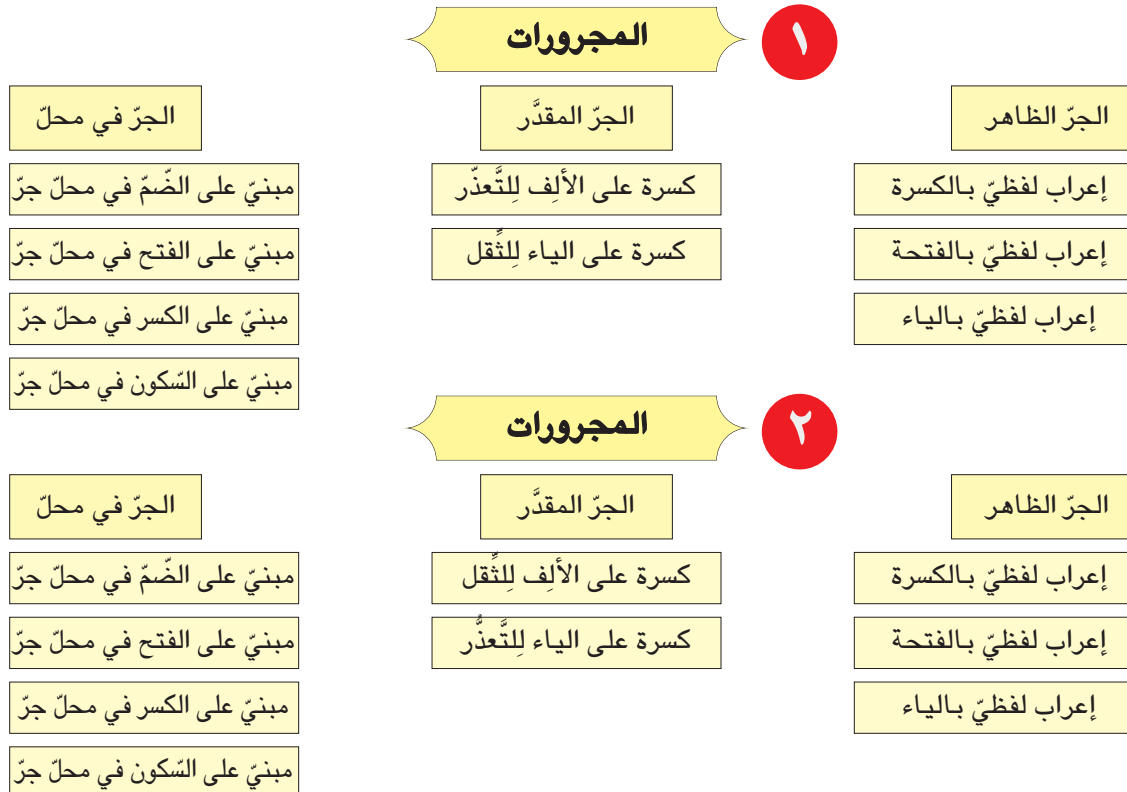 ١ المجرورات
الجرّ الظاهر الجرّ المقدَّر الجرّ في محلّ
إعراب لفظيّ بالكسرة كسرة على الألِف لِلتَّعذّر مبنيّ على الضّمّ في محلّ جرّ
إعراب لفظيّ بالفتحة كسرة على الياء لِلثِّقل مبنيّ على الفتح في محلّ جرّ
إعراب لفظيّ بالياء مبنيّ على الكسر في محلّ جرّ
مبنيّ على السّكون في محلّ جرّ
٢ المجرورات
الجرّ الظاهر الجرّ المقدَّر الجرّ في محلّ
إعراب لفظيّ بالكسرة كسرة على الألِف لِلثِّقل مبنيّ على الضّمّ في محلّ جرّ
إعراب لفظيّ بالفتحة كسرة على الياء لِلتَّعذُّر مبنيّ على الفتح في محلّ جرّ
إعراب لفظيّ بالياء مبنيّ على الكسر في محلّ جرّ
مبنيّ على السّكون في محلّ جرّ